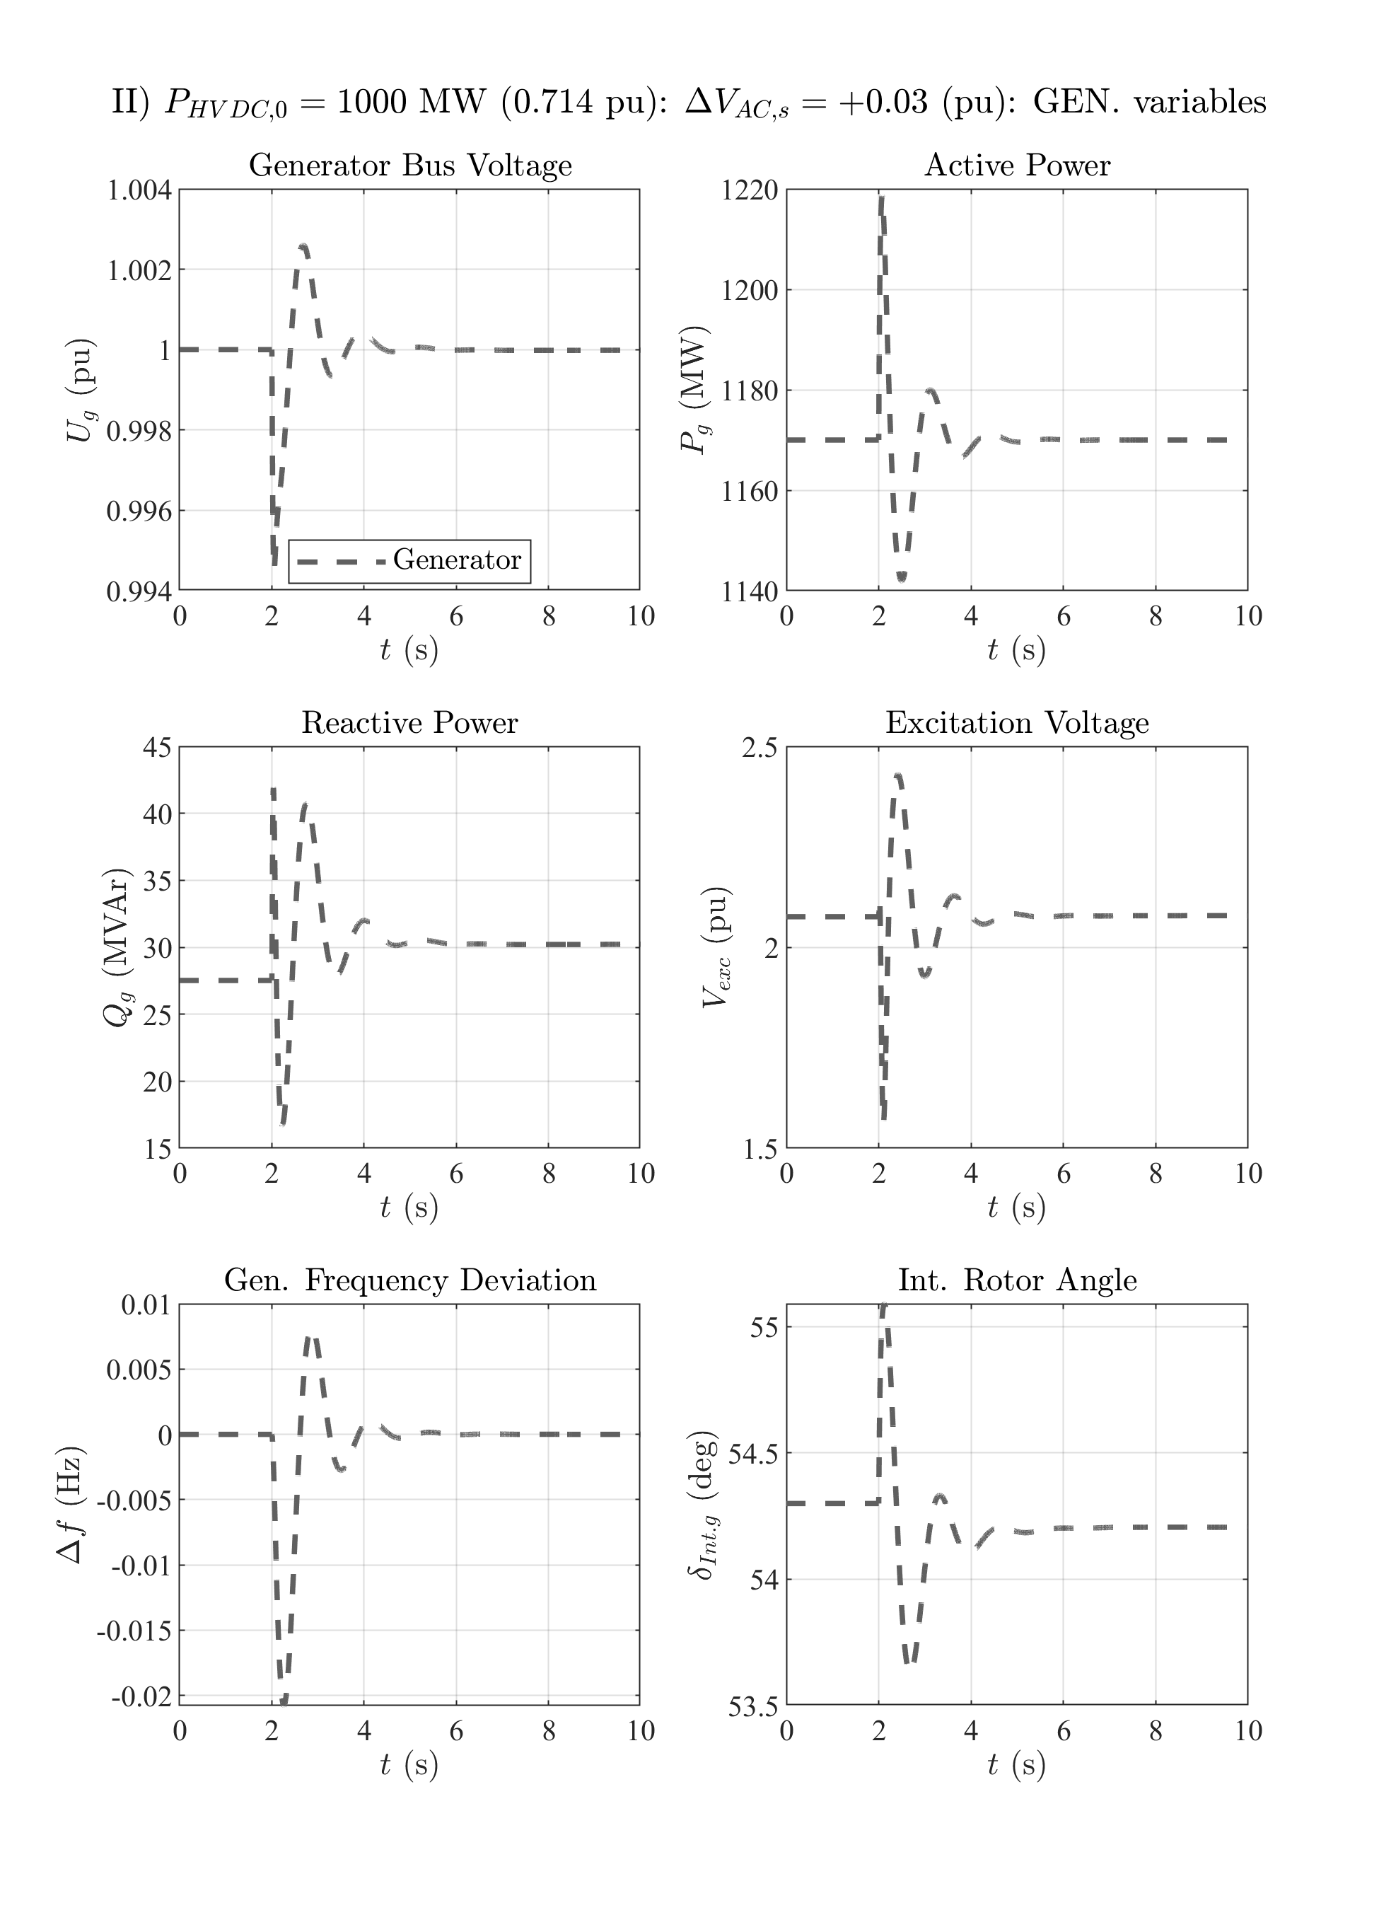 II) P_{HVDC,0} = 1000 MW (0.714 pu): ΔV_{AC,s} = +0.03 (pu): GEN. variables
Generator Bus Voltage
1.004
1.002
1
0.998
0.996
0.994
U_g (pu)
Generator
0 2 4 6 8 10
t (s)
Active Power
1220
1200
1180
1160
1140
P_g (MW)
0 2 4 6 8 10
t (s)
Reactive Power
45
40
35
30
25
20
15
Q_g (MVAr)
0 2 4 6 8 10
t (s)
Excitation Voltage
2.5
2
1.5
V_{exc} (pu)
0 2 4 6 8 10
t (s)
Gen. Frequency Deviation
0.01
0.005
0
-0.005
-0.01
-0.015
-0.02
Δf (Hz)
0 2 4 6 8 10
t (s)
Int. Rotor Angle
55
54.5
54
53.5
δ_{Int.g} (deg)
0 2 4 6 8 10
t (s)